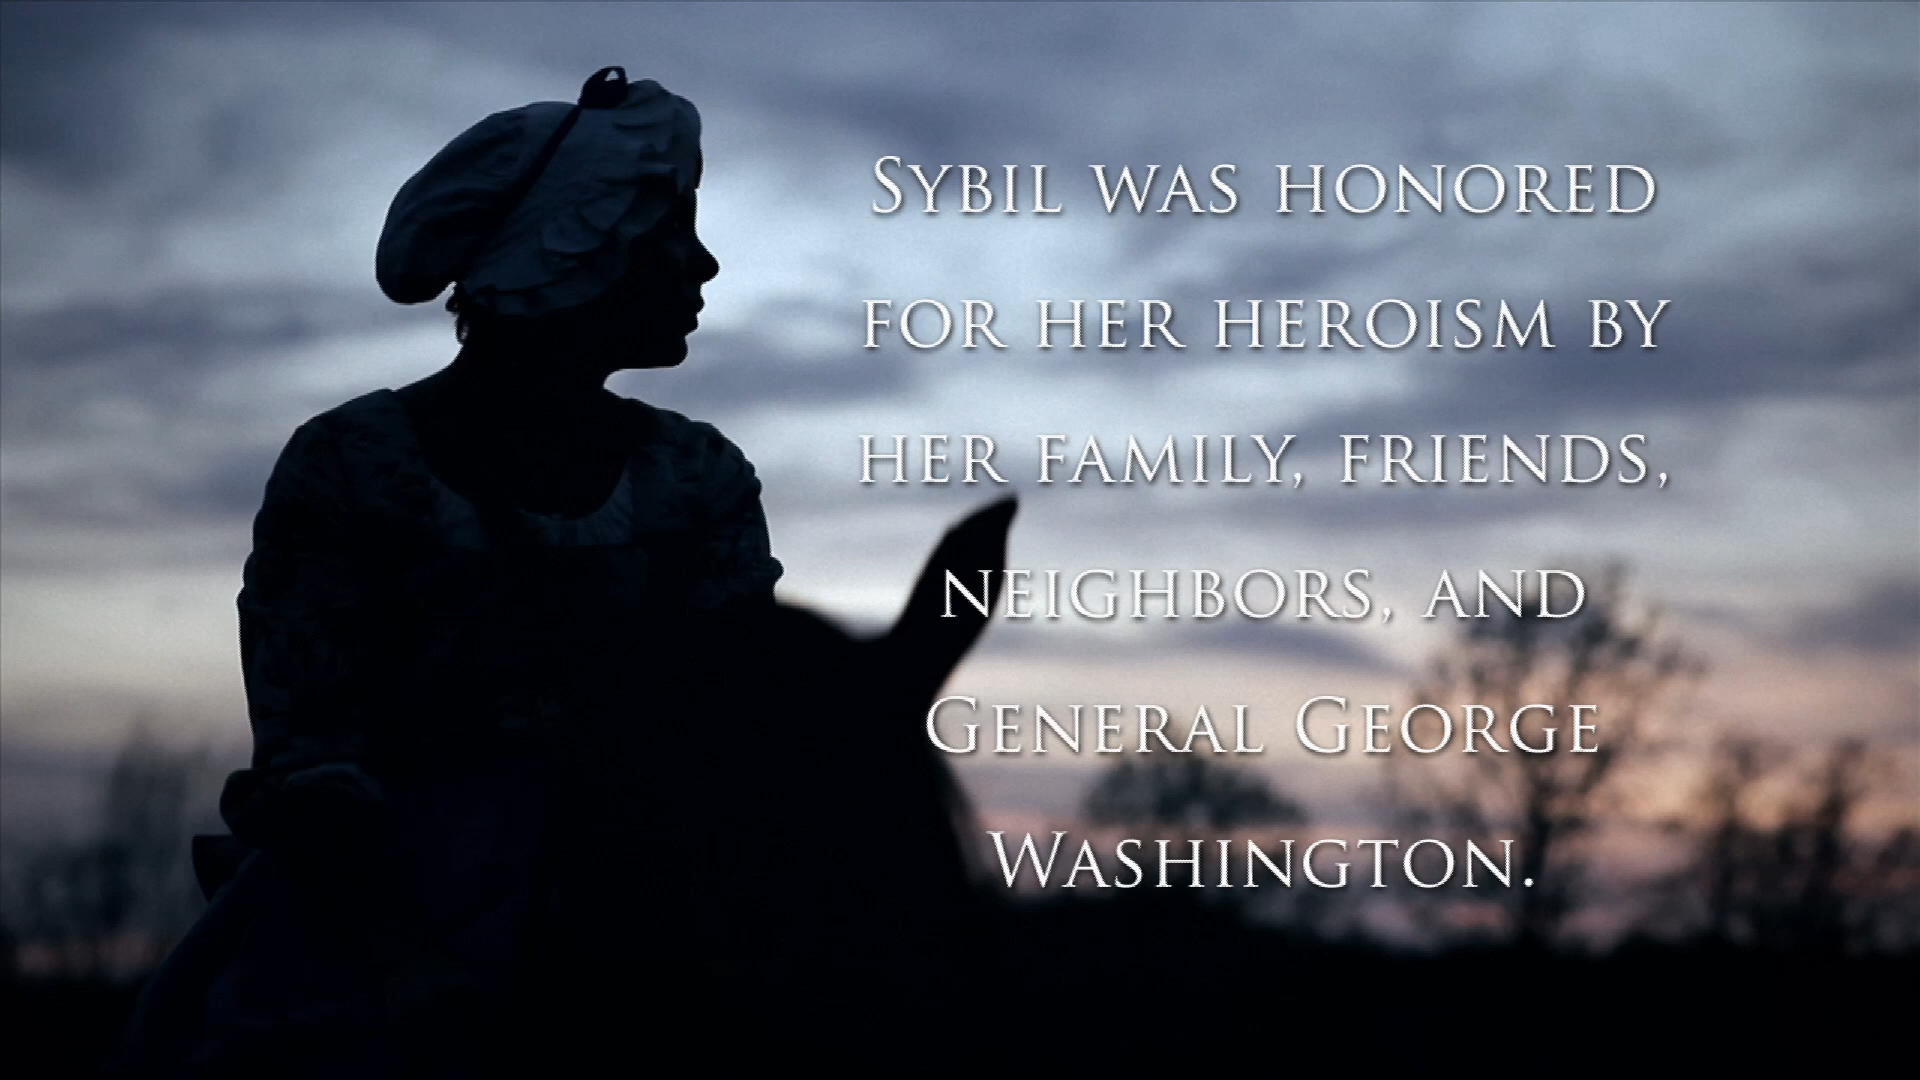 Sybil was honored
for her heroism by
her family, friends,
neighbors, and
General George
Washington.